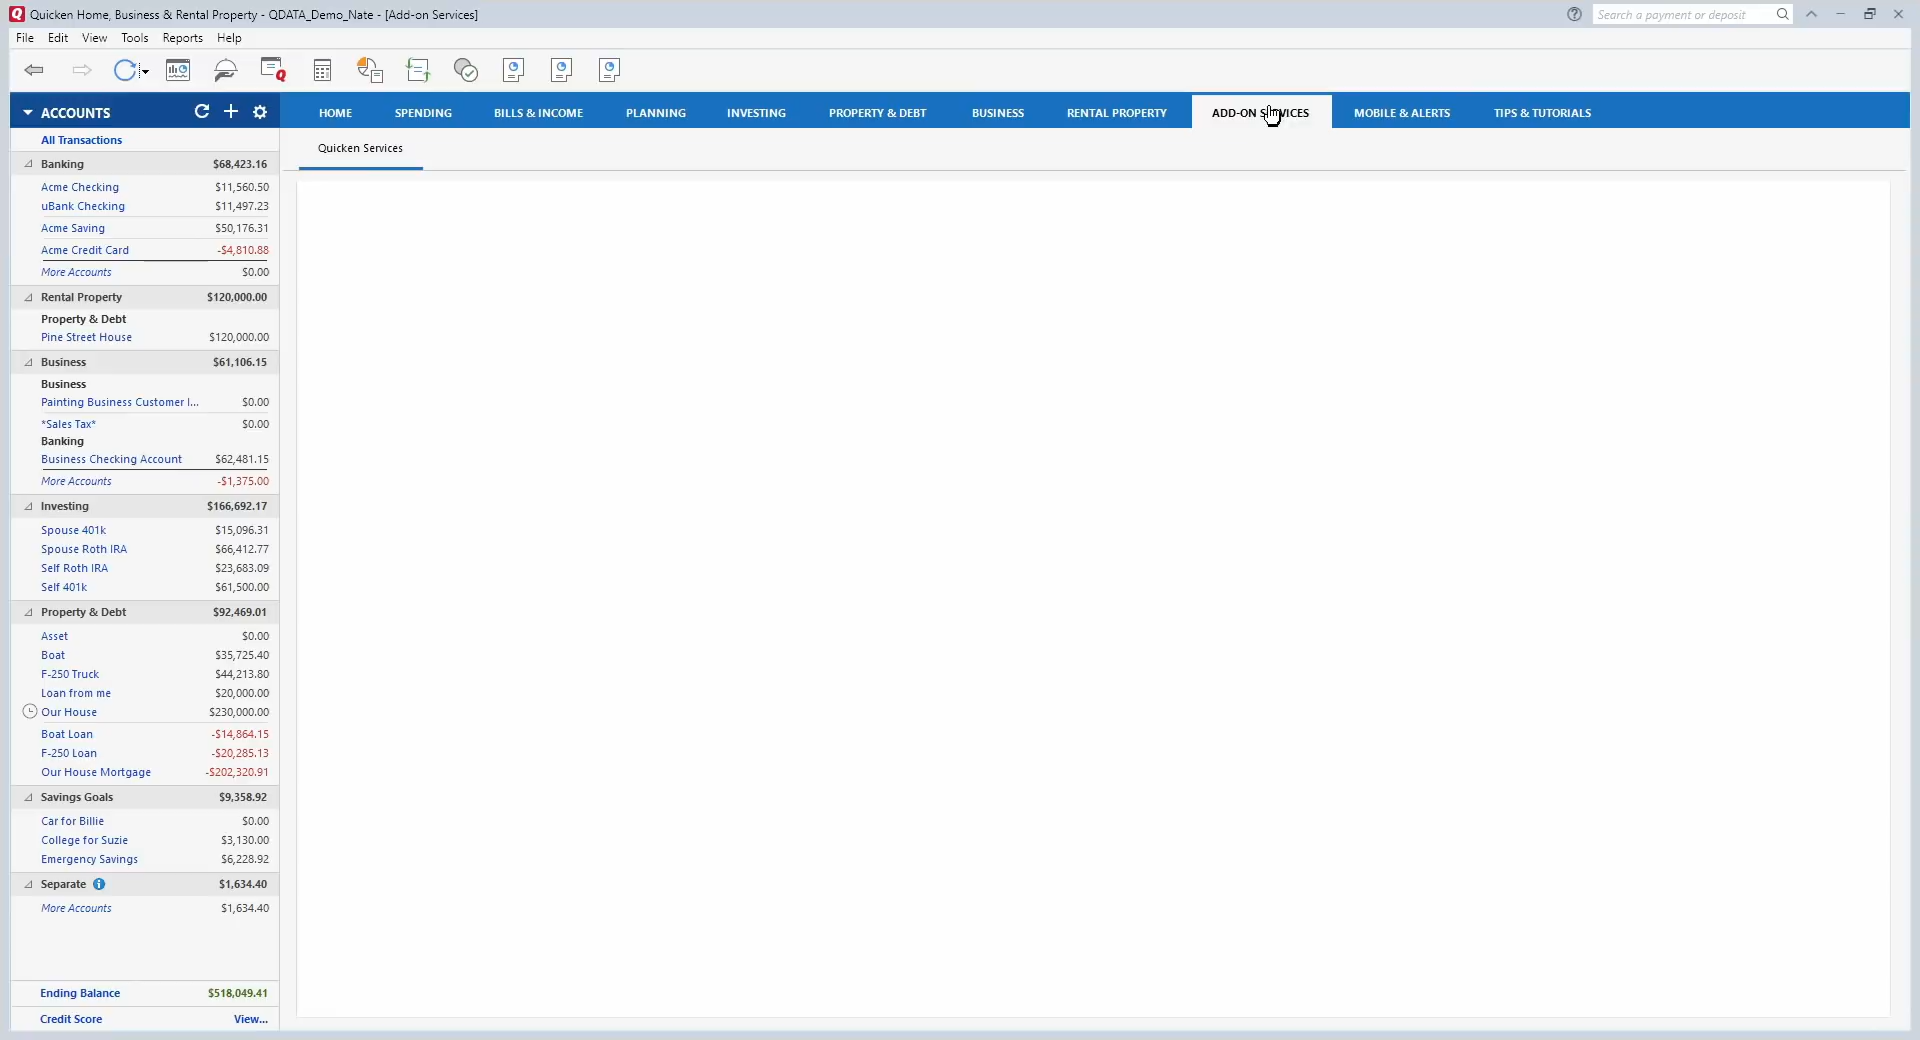 Quicken Home, Business & Rental Property - QDATA_Demo_Nate - [Add-on Services]
Search a payment or deposit
File Edit View Tools Reports Help
ACCOUNTS
HOME SPENDING BILLS & INCOME PLANNING INVESTING PROPERTY & DEBT BUSINESS RENTAL PROPERTY ADD-ON SERVICES MOBILE & ALERTS TIPS & TUTORIALS
Quicken Services
All Transactions
Banking $68,423.16
Acme Checking $11,560.50
uBank Checking $11,497.23
Acme Saving $50,176.31
Acme Credit Card -$4,810.88
More Accounts $0.00
Rental Property $120,000.00
Property & Debt
Pine Street House $120,000.00
Business $61,106.15
Business
Painting Business Customer I... $0.00
*Sales Tax* $0.00
Banking
Business Checking Account $62,481.15
More Accounts -$1,375.00
Investing $166,692.17
Spouse 401k $15,096.31
Spouse Roth IRA $66,412.77
Self Roth IRA $23,683.09
Self 401k $61,500.00
Property & Debt $92,469.01
Asset $0.00
Boat $35,725.40
F-250 Truck $44,213.80
Loan from me $20,000.00
Our House $230,000.00
Boat Loan -$14,864.15
F-250 Loan -$20,285.13
Our House Mortgage -$202,320.91
Savings Goals $9,358.92
Car for Billie $0.00
College for Suzie $3,130.00
Emergency Savings $6,228.92
Separate $1,634.40
More Accounts $1,634.40
Ending Balance $518,049.41
Credit Score View...